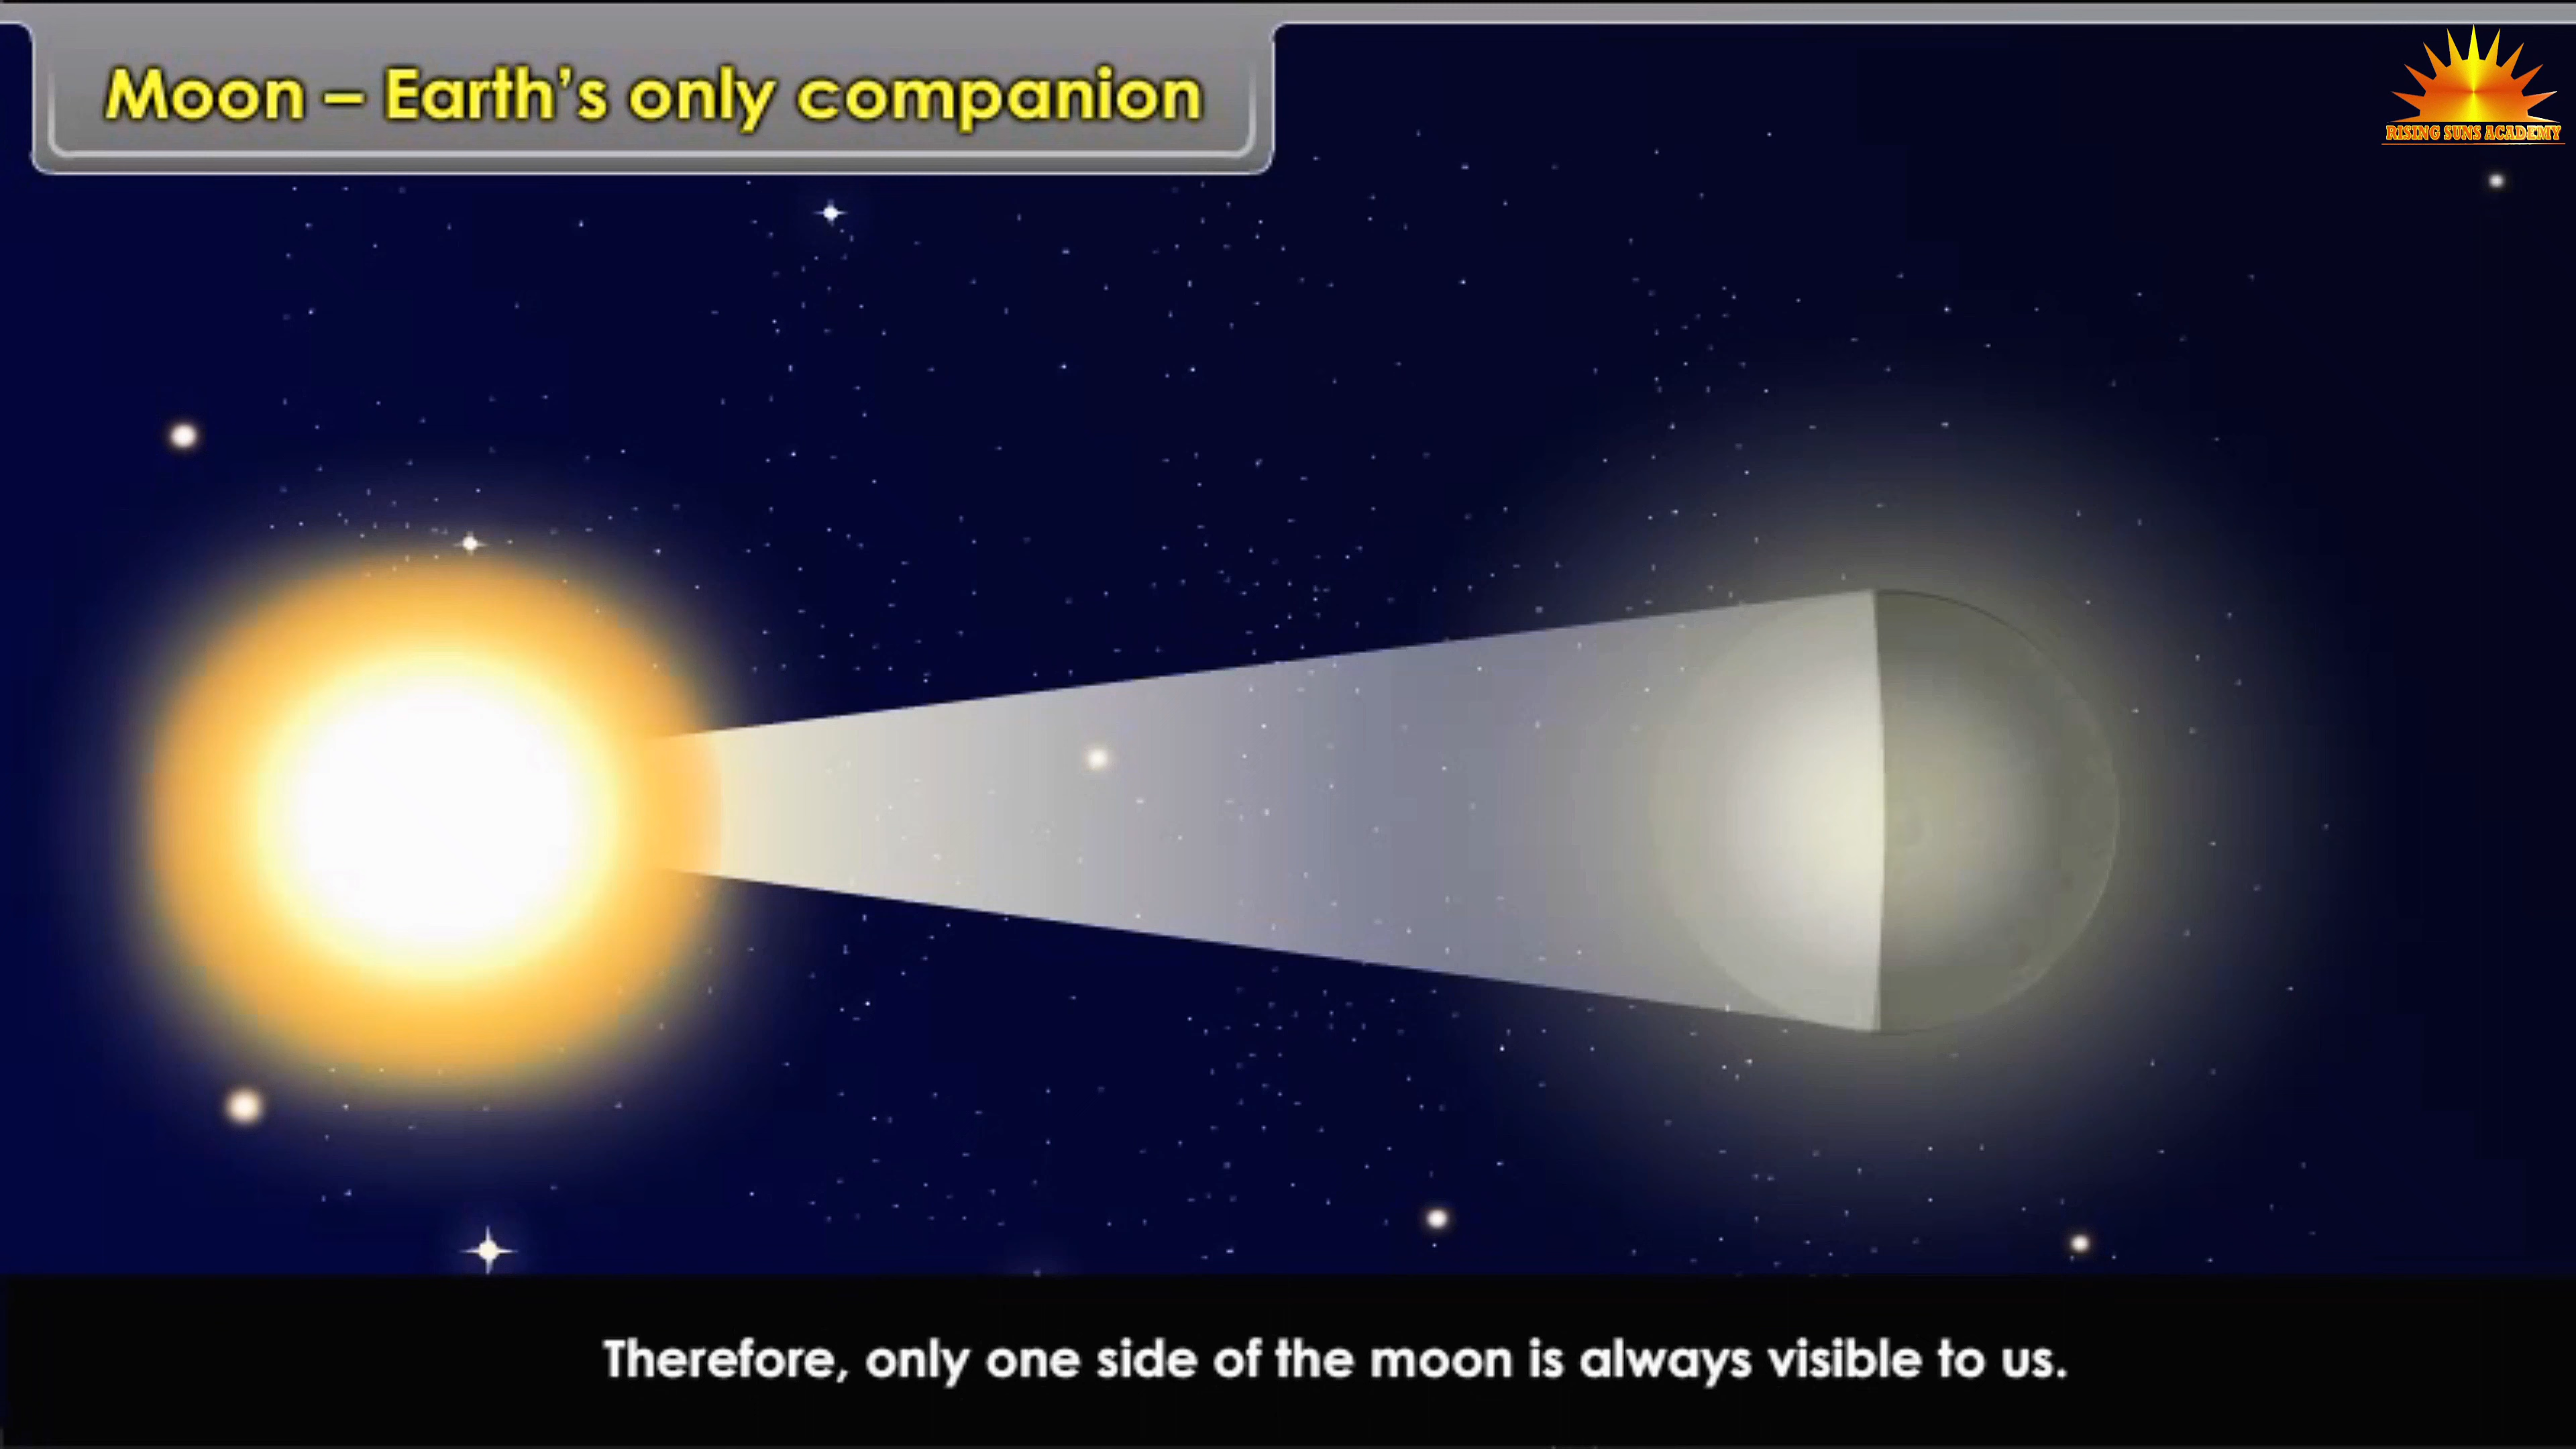 Moon – Earth's only companion
RISING SUNS ACADEMY
Therefore, only one side of the moon is always visible to us.